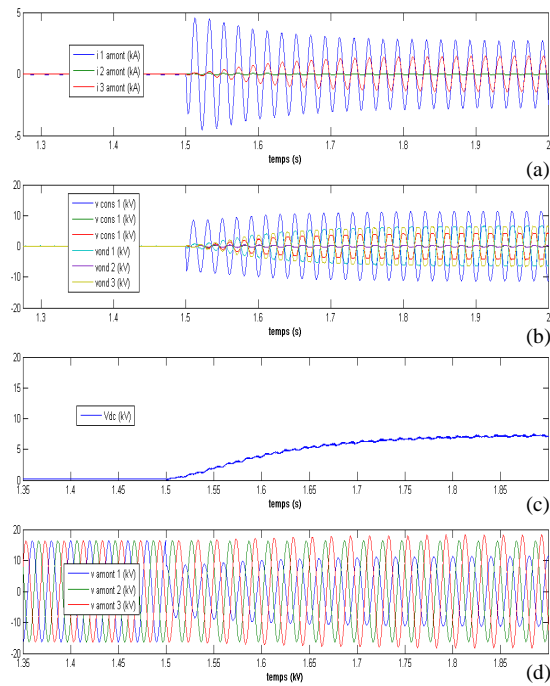 5
i 1 amont (kA)
i 2 amont (kA)
i 3 amont (kA)
0
-5
1.3 1.4 1.5 1.6 1.7 1.8 1.9 2
temps (s)
(a)
20
v cons 1 (kV)
v cons 1 (kV)
10
v cons 1 (kV)
vond 1 (kV)
0
vond 2 (kV)
vond 3 (kV)
-10
-20
1.3 1.4 1.5 1.6 1.7 1.8 1.9 2
temps (s)
(b)
20
15
10
Vdc (kV)
5
0
1.35 1.4 1.45 1.5 1.55 1.6 1.65 1.7 1.75 1.8 1.85
temps (s)
(c)
20
10
v amont 1 (kV)
v amont 2 (kV)
0
v amont 3 (kV)
-10
-20
1.35 1.4 1.45 1.5 1.55 1.6 1.65 1.7 1.75 1.8 1.85
temps (kV)
(d)